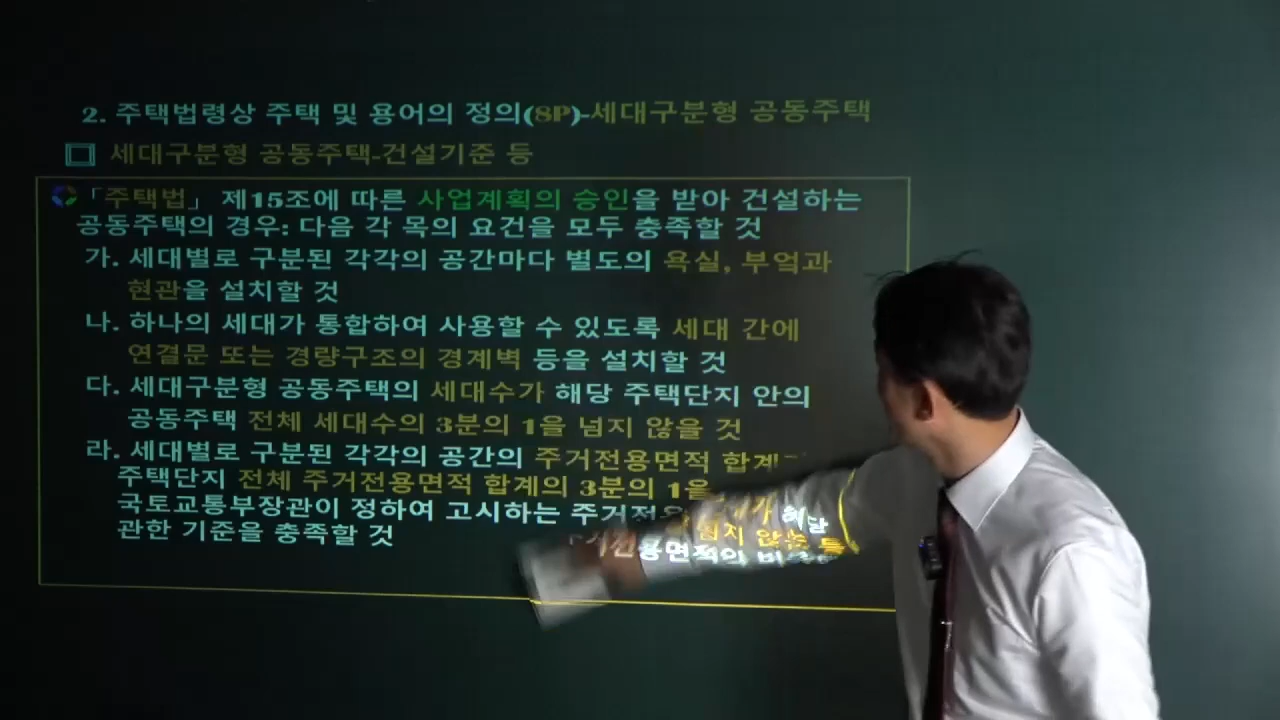 2. 주택법령상 주택 및 용어의 정의(8P)-세대구분형 공동주택
세대구분형 공동주택-건설기준 등
「주택법」 제15조에 따른 사업계획의 승인을 받아 건설하는
공동주택의 경우: 다음 각 목의 요건을 모두 충족할 것
가. 세대별로 구분된 각각의 공간마다 별도의 욕실, 부엌과
현관을 설치할 것
나. 하나의 세대가 통합하여 사용할 수 있도록 세대 간에
연결문 또는 경량구조의 경계벽 등을 설치할 것
다. 세대구분형 공동주택의 세대수가 해당 주택단지 안의
공동주택 전체 세대수의 3분의 1을 넘지 않을 것
라. 세대별로 구분된 각각의 공간의 주거전용면적 합계가 해당
주택단지 전체 주거전용면적 합계의 3분의 1을 넘지 않는 등
국토교통부장관이 정하여 고시하는 주거전용면적의 비율에
관한 기준을 충족할 것